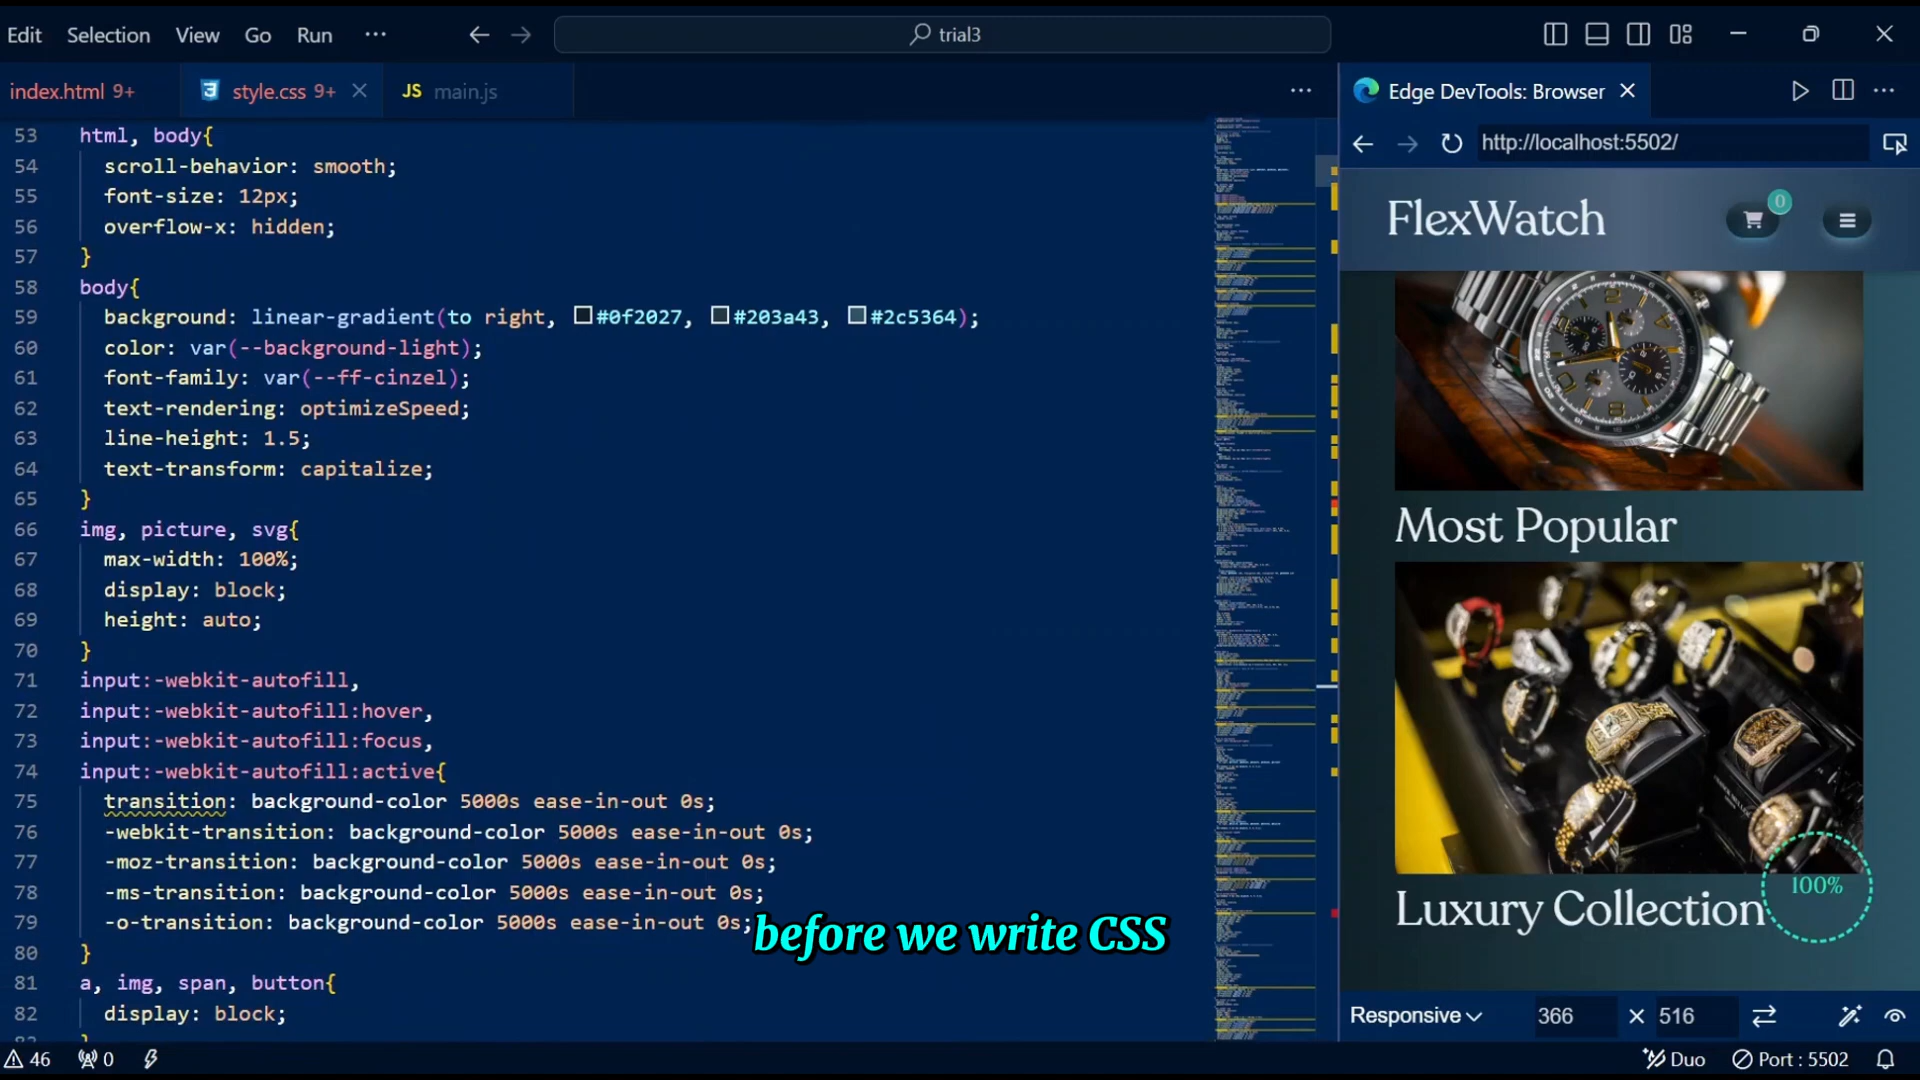 Edit Selection View Go Run ··· trial3
index.html 9+ style.css 9+ JS main.js ··· Edge DevTools: Browser ···
http://localhost:5502/
53 html, body{
54 scroll-behavior: smooth;
55 font-size: 12px;
56 overflow-x: hidden;
57 }
58 body{
59 background: linear-gradient(to right, #0f2027, #203a43, #2c5364);
60 color: var(--background-light);
61 font-family: var(--ff-cinzel);
62 text-rendering: optimizeSpeed;
63 line-height: 1.5;
64 text-transform: capitalize;
65 }
66 img, picture, svg{
67 max-width: 100%;
68 display: block;
69 height: auto;
70 }
71 input:-webkit-autofill,
72 input:-webkit-autofill:hover,
73 input:-webkit-autofill:focus,
74 input:-webkit-autofill:active{
75 transition: background-color 5000s ease-in-out 0s;
76 -webkit-transition: background-color 5000s ease-in-out 0s;
77 -moz-transition: background-color 5000s ease-in-out 0s;
78 -ms-transition: background-color 5000s ease-in-out 0s;
79 -o-transition: background-color 5000s ease-in-out 0s;
80 }
81 a, img, span, button{
82 display: block;
before we write CSS
FlexWatch 0
Most Popular
Luxury Collection
100%
Responsive 366 × 516
46 0 Duo Port : 5502